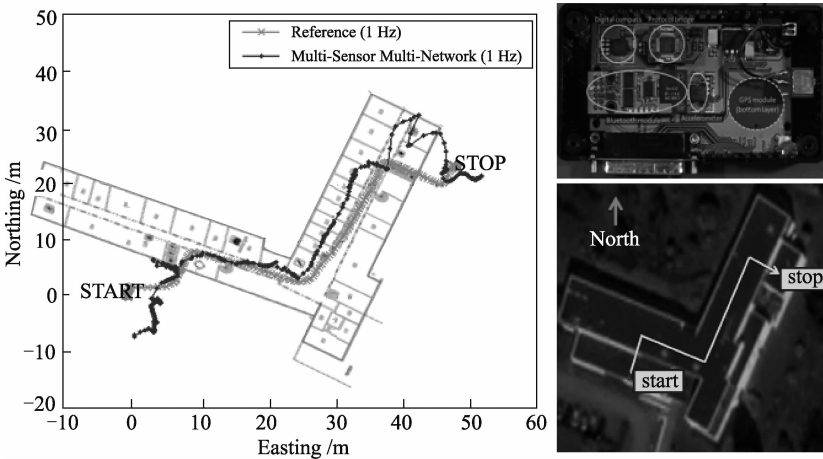 50
40
30
20
10
0
−10
−20
−10
0
10
20
30
40
50
60
Northing /m
Easting /m
Reference (1 Hz)
Multi-Sensor Multi-Network (1 Hz)
START
STOP
Digital compass
Protocol bridge
Bluetooth module
Accelerometer
GPS module
(bottom layer)
North
start
stop